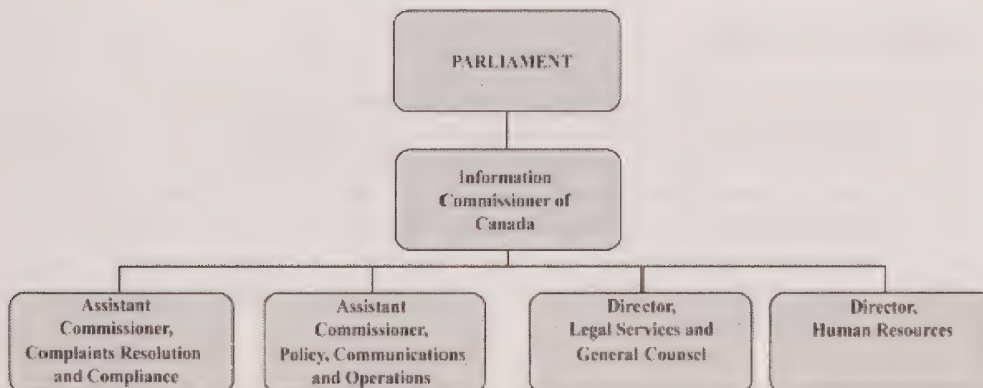 PARLIAMENT
Information
Commissioner of
Canada
Assistant
Commissioner,
Complaints Resolution
and Compliance
Assistant
Commissioner,
Policy, Communications
and Operations
Director,
Legal Services and
General Counsel
Director,
Human Resources